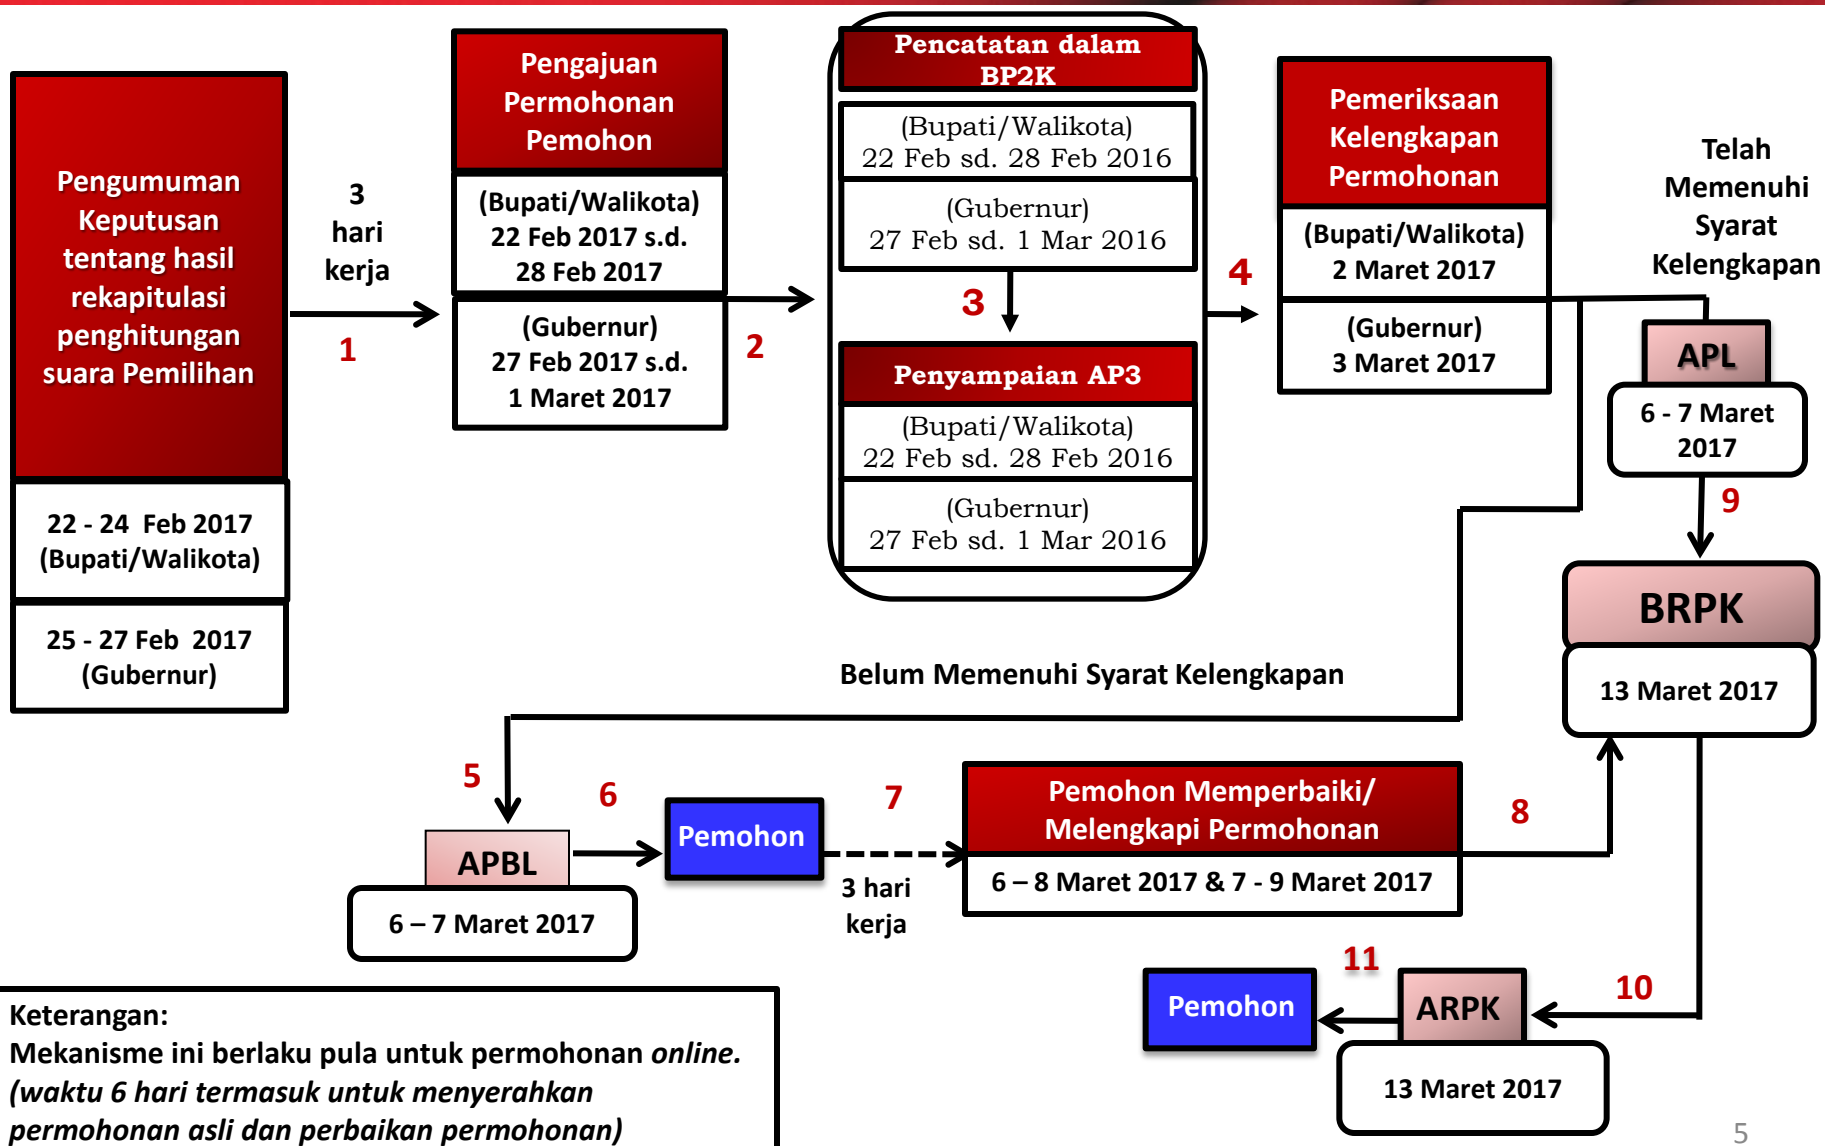 Pengumuman
Keputusan
tentang hasil
rekapitulasi
penghitungan
suara Pemilihan
22 - 24 Feb 2017
(Bupati/Walikota)
25 - 27 Feb 2017
(Gubernur)
3
hari
kerja
1
Pengajuan
Permohonan
Pemohon
(Bupati/Walikota)
22 Feb 2017 s.d.
28 Feb 2017
(Gubernur)
27 Feb 2017 s.d.
1 Maret 2017
2
Pencatatan dalam
BP2K
(Bupati/Walikota)
22 Feb sd. 28 Feb 2016
(Gubernur)
27 Feb sd. 1 Mar 2016
3
Penyampaian AP3
(Bupati/Walikota)
22 Feb sd. 28 Feb 2016
(Gubernur)
27 Feb sd. 1 Mar 2016
4
Pemeriksaan
Kelengkapan
Permohonan
(Bupati/Walikota)
2 Maret 2017
(Gubernur)
3 Maret 2017
Telah
Memenuhi
Syarat
Kelengkapan
APL
6 - 7 Maret
2017
9
BRPK
13 Maret 2017
Belum Memenuhi Syarat Kelengkapan
5
APBL
6 – 7 Maret 2017
6
Pemohon
7
3 hari
kerja
Pemohon Memperbaiki/
Melengkapi Permohonan
6 – 8 Maret 2017 & 7 - 9 Maret 2017
8
10
ARPK
13 Maret 2017
11
Pemohon
Keterangan:
Mekanisme ini berlaku pula untuk permohonan online.
(waktu 6 hari termasuk untuk menyerahkan
permohonan asli dan perbaikan permohonan)
5